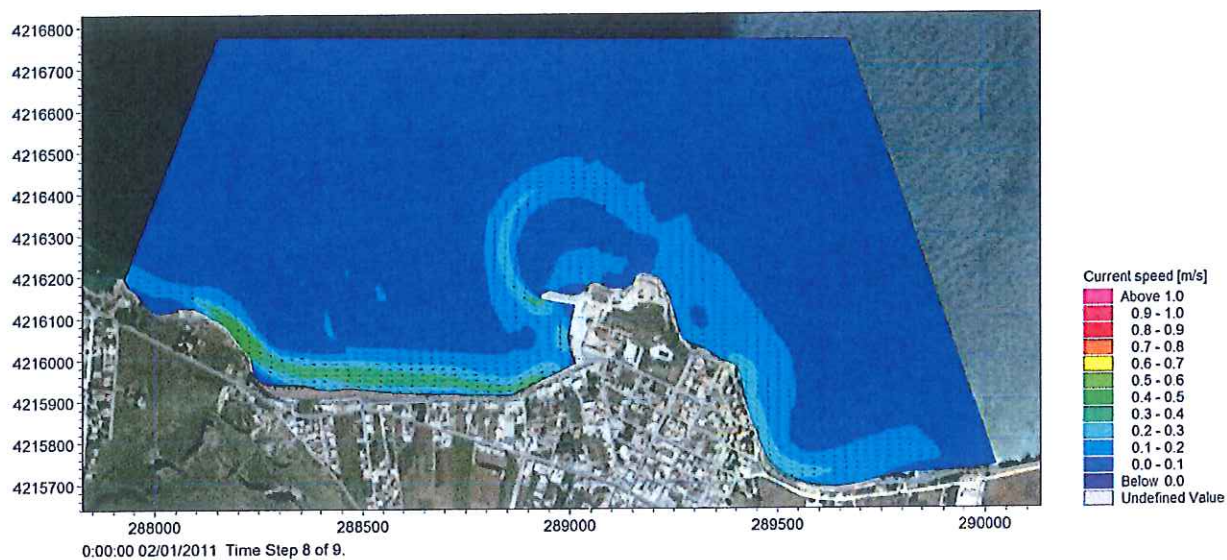 4216800
4216700
4216600
4216500
4216400
4216300
4216200
4216100
4216000
4215900
4215800
4215700
288000 288500 289000 289500 290000
0:00:00 02/01/2011 Time Step 8 of 9.
Current speed [m/s]
Above 1.0
0.9 - 1.0
0.8 - 0.9
0.7 - 0.8
0.6 - 0.7
0.5 - 0.6
0.4 - 0.5
0.3 - 0.4
0.2 - 0.3
0.1 - 0.2
0.0 - 0.1
Below 0.0
Undefined Value